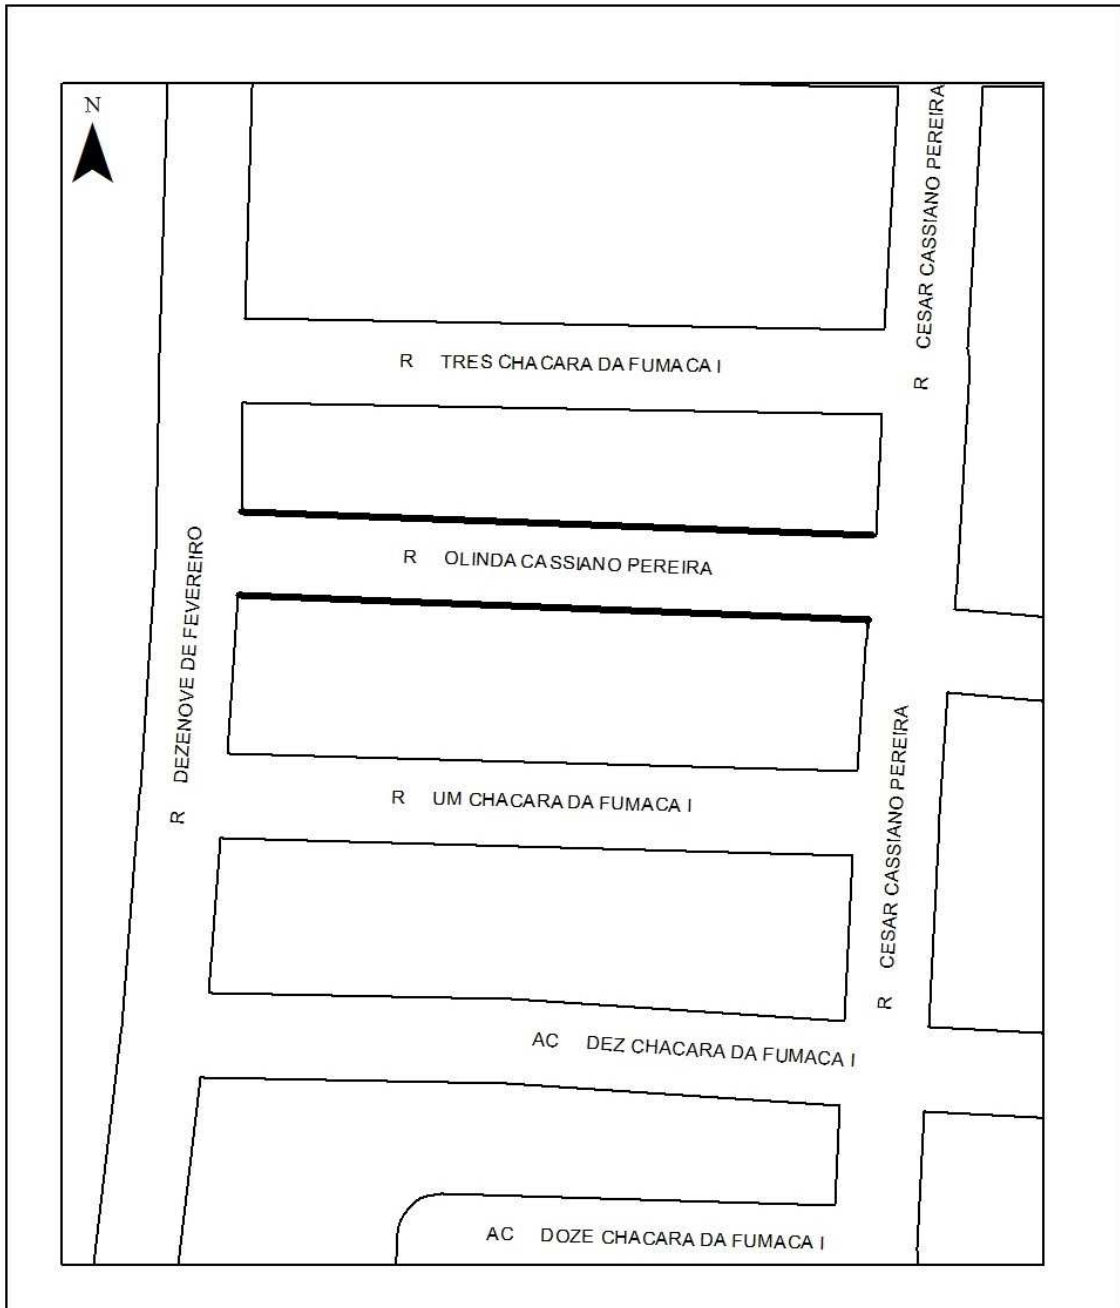 N
R CESAR CASSIANO PEREIRA
R TRES CHACARA DA FUMACA I
R OLINDA CASSIANO PEREIRA
R DEZENOVE DE FEVEREIRO
R UM CHACARA DA FUMACA I
R CESAR CASSIANO PEREIRA
AC DEZ CHACARA DA FUMACA I
AC DOZE CHACARA DA FUMACA I